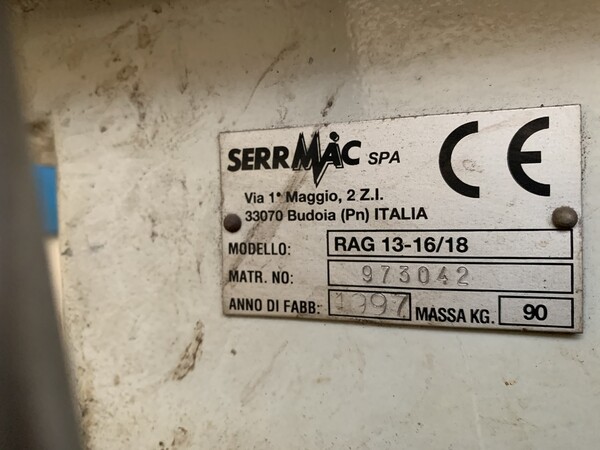 SERRMAC SPA
CE
Via 1° Maggio, 2 Z.I.
33070 Budoia (Pn) ITALIA
MODELLO: RAG 13-16/18
MATR. NO: 973042
ANNO DI FABB: 1997 MASSA KG. 90